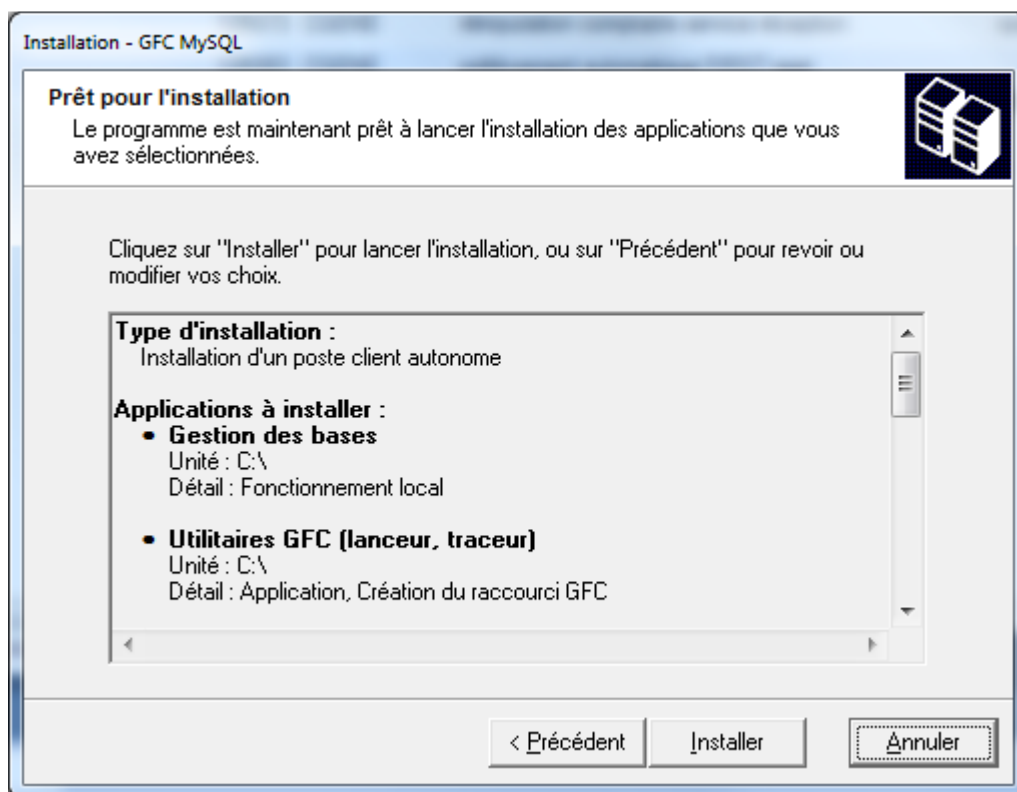 Installation - GFC MySQL
Prêt pour l'installation
Le programme est maintenant prêt à lancer l'installation des applications que vous
avez sélectionnées.
Cliquez sur "Installer" pour lancer l'installation, ou sur "Précédent" pour revoir ou
modifier vos choix.
Type d'installation :
Installation d'un poste client autonome
Applications à installer :
• Gestion des bases
Unité : C:\
Détail : Fonctionnement local
• Utilitaires GFC (lanceur, traceur)
Unité : C:\
Détail : Application, Création du raccourci GFC
< Précédent
Installer
Annuler